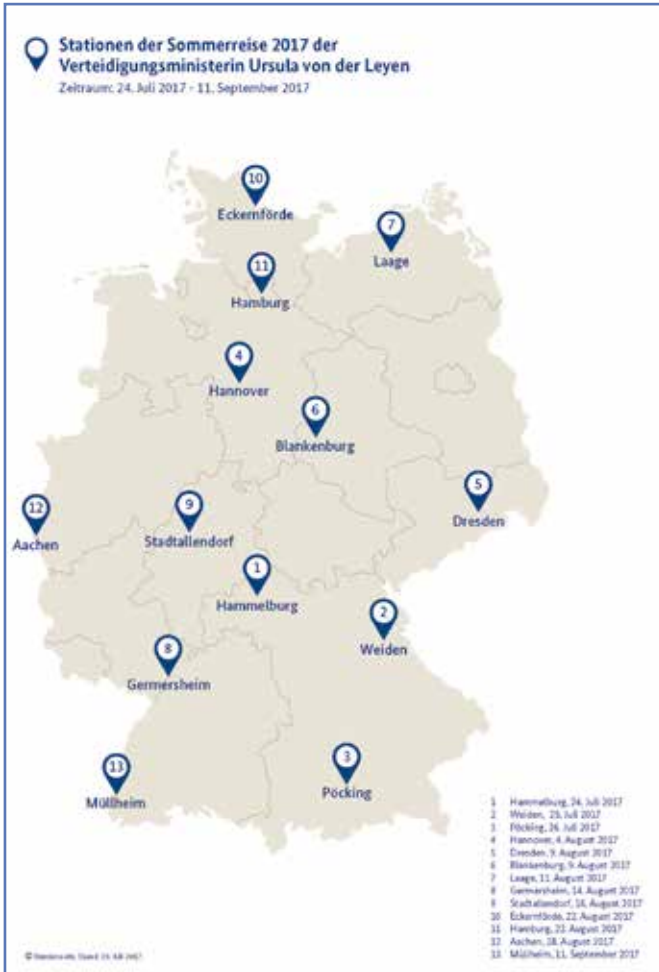 Stationen der Sommerreise 2017 der
Verteidigungsministerin Ursula von der Leyen
Zeitraum: 24. Juli 2017 - 11. September 2017
10
Eckernförde
7
Laage
11
Hamburg
4
Hannover
6
Blankenburg
5
Dresden
12
Aachen
9
Stadtallendorf
1
Hammelburg
2
Weiden
8
Germersheim
3
Pöcking
13
Müllheim
1 Hammelburg, 24. Juli 2017
2 Weiden, 25. Juli 2017
3 Pöcking, 26. Juli 2017
4 Hannover, 4. August 2017
5 Dresden, 9. August 2017
6 Blankenburg, 9. August 2017
7 Laage, 11. August 2017
8 Germersheim, 14. August 2017
9 Stadtallendorf, 16. August 2017
10 Eckernförde, 22. August 2017
11 Hamburg, 22. August 2017
12 Aachen, 28. August 2017
13 Müllheim, 11. September 2017